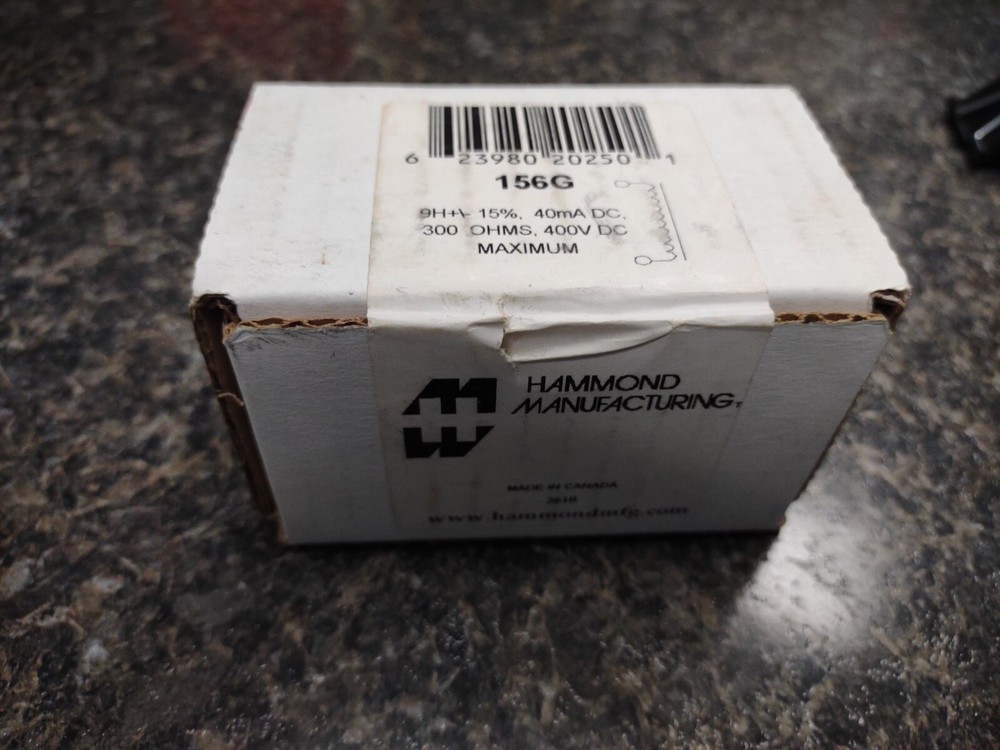 6 23980 20250 1
156G
9H+\- 15%, 40mA DC,
300 OHMS, 400V DC
MAXIMUM
HAMMOND
MANUFACTURING™
MADE IN CANADA
www.hammondmfg.com